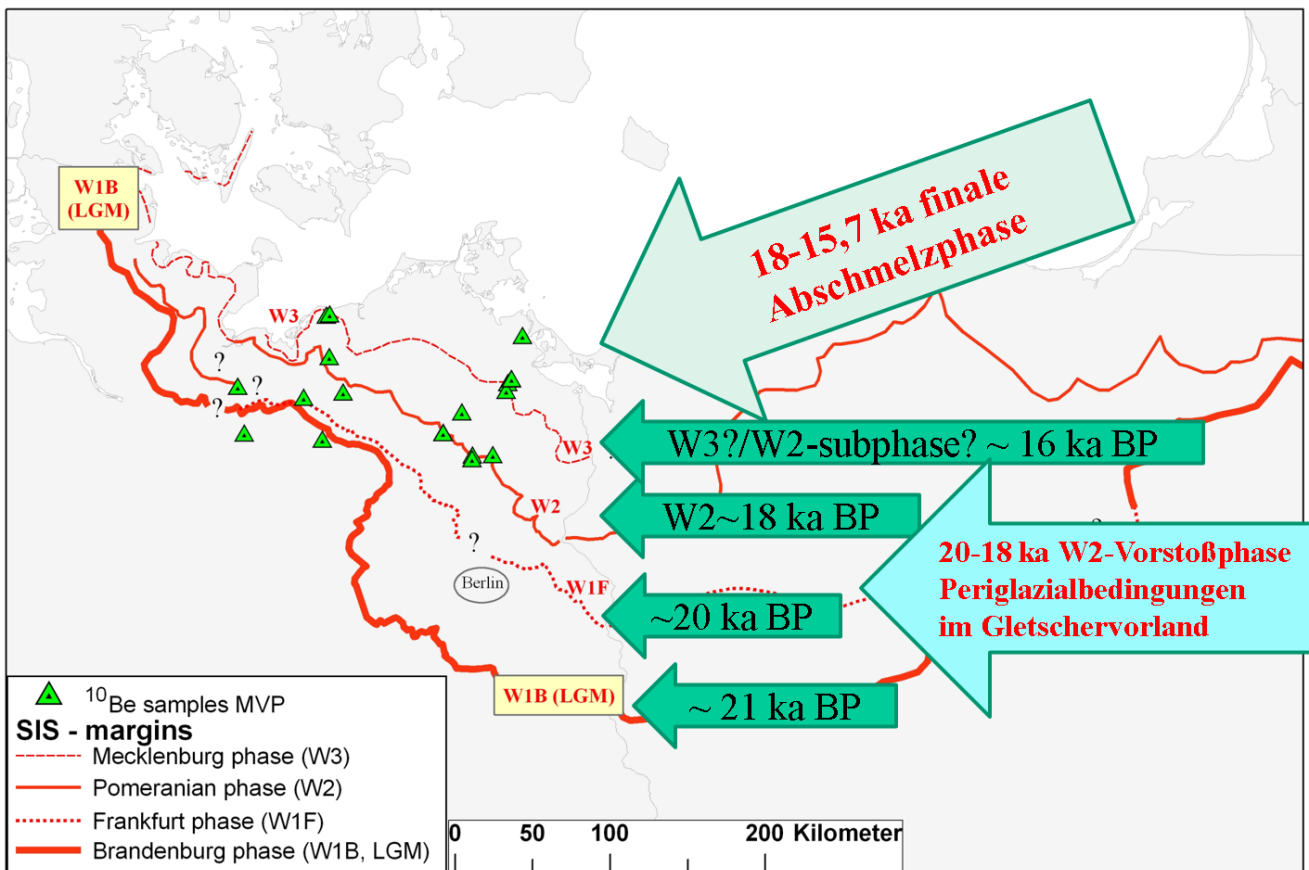 W1B
(LGM)
18-15,7 ka finale
Abschmelzphase
W3
?
?
?
W3
W3?/W2-subphase? ~ 16 ka BP
W2
W2~18 ka BP
?
?
Berlin
W1F
~20 ka BP
20-18 ka W2-Vorstoßphase
Periglazialbedingungen
im Gletschervorland
W1B (LGM)
~ 21 ka BP
10Be samples MVP
SIS - margins
Mecklenburg phase (W3)
Pomeranian phase (W2)
Frankfurt phase (W1F)
Brandenburg phase (W1B, LGM)
0 50 100 200 Kilometer